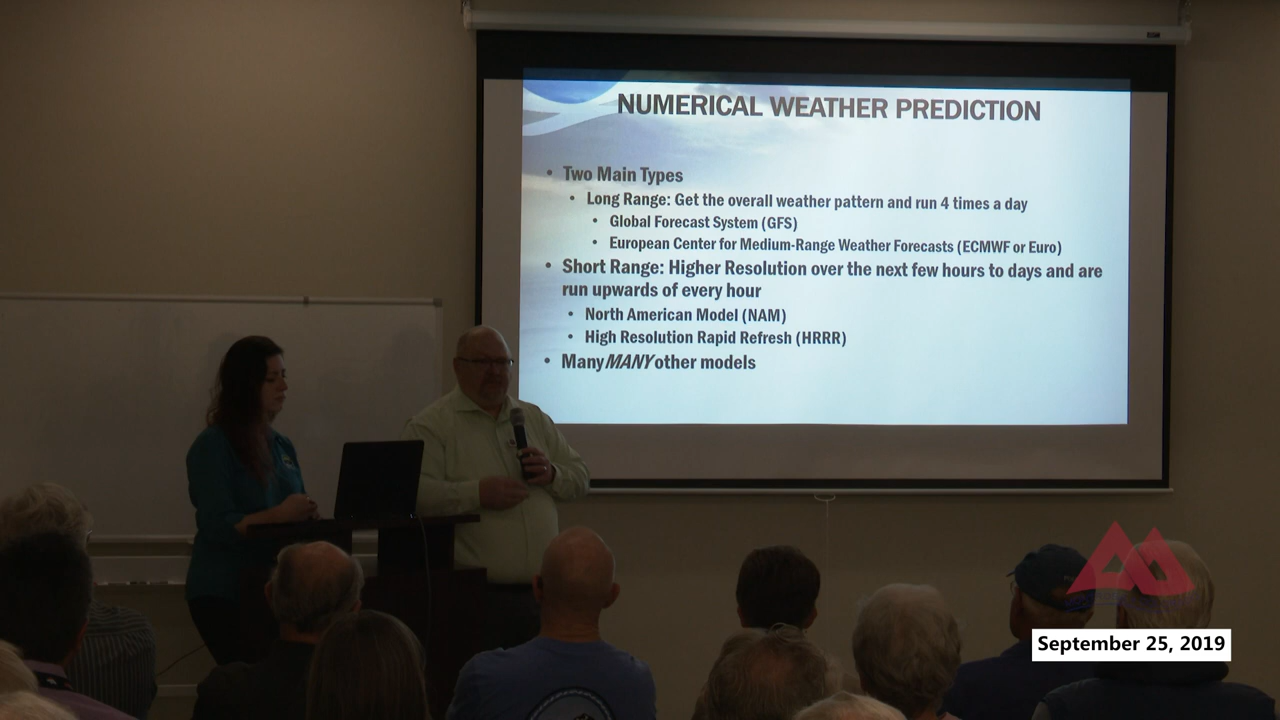 NUMERICAL WEATHER PREDICTION
• Two Main Types
• Long Range: Get the overall weather pattern and run 4 times a day
• Global Forecast System (GFS)
• European Center for Medium-Range Weather Forecasts (ECMWF or Euro)
• Short Range: Higher Resolution over the next few hours to days and are
run upwards of every hour
• North American Model (NAM)
• High Resolution Rapid Refresh (HRRR)
• Many MANY other models
September 25, 2019